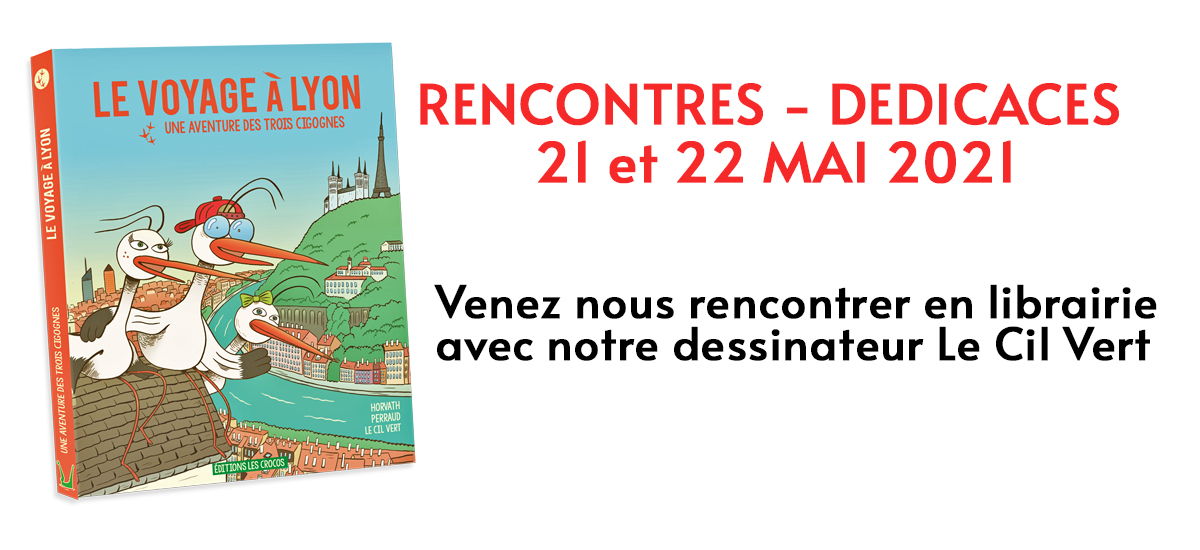 LE VOYAGE À LYON
UNE AVENTURE DES TROIS CIGOGNES
LE VOYAGE À LYON
UNE AVENTURE DES TROIS CIGOGNES
HORVATH
PERRAUD
LE CIL VERT
ÉDITIONS LES CROCOS
RENCONTRES - DEDICACES
21 et 22 MAI 2021
Venez nous rencontrer en librairie
avec notre dessinateur Le Cil Vert